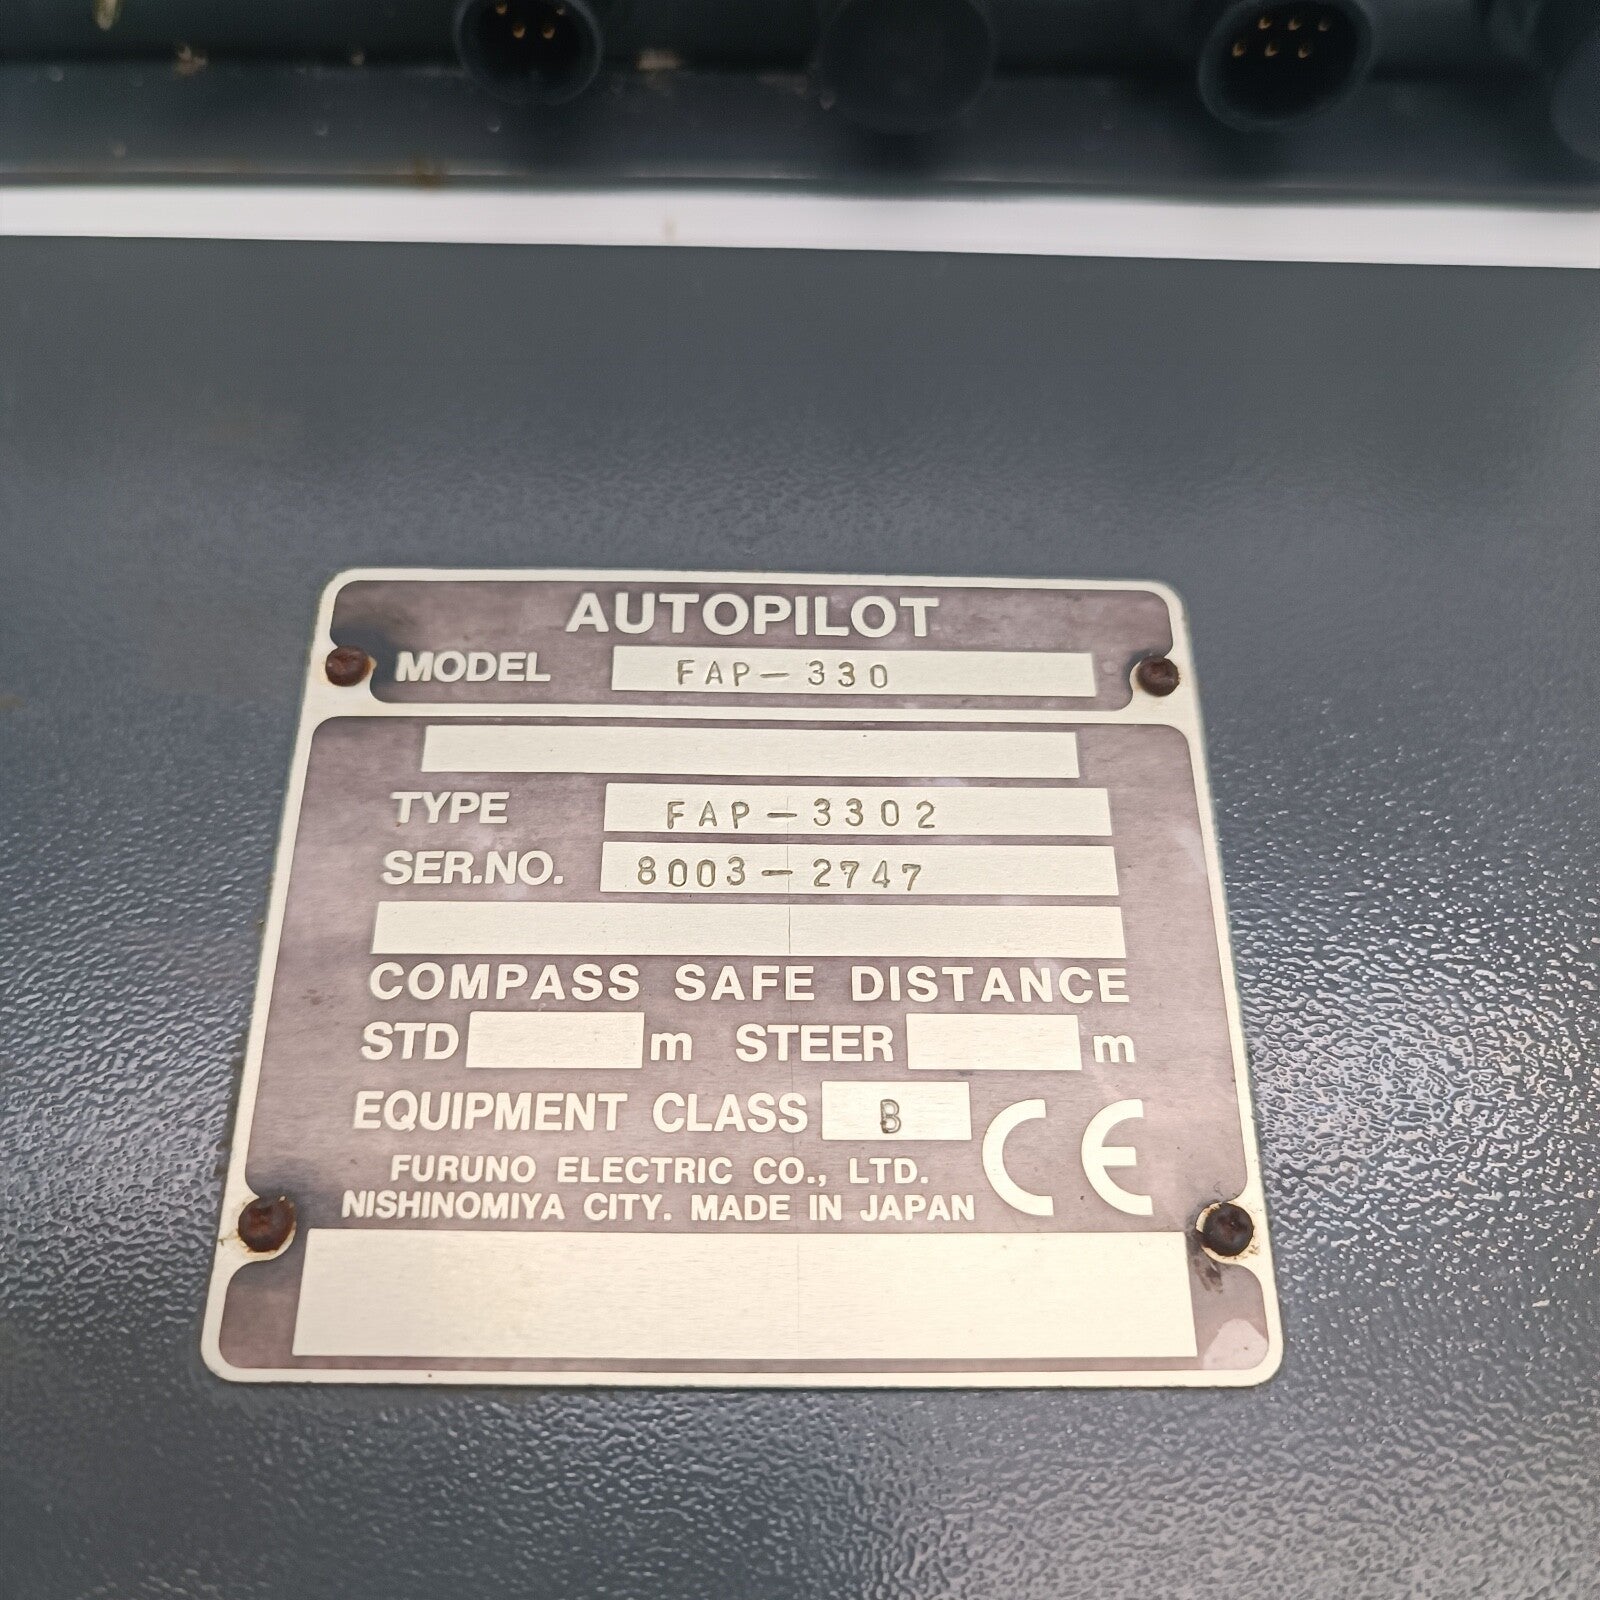 AUTOPILOT
MODEL FAP-330
TYPE FAP-3302
SER.NO. 8003-2747
COMPASS SAFE DISTANCE
STD m STEER m
EQUIPMENT CLASS B CE
FURUNO ELECTRIC CO., LTD.
NISHINOMIYA CITY. MADE IN JAPAN